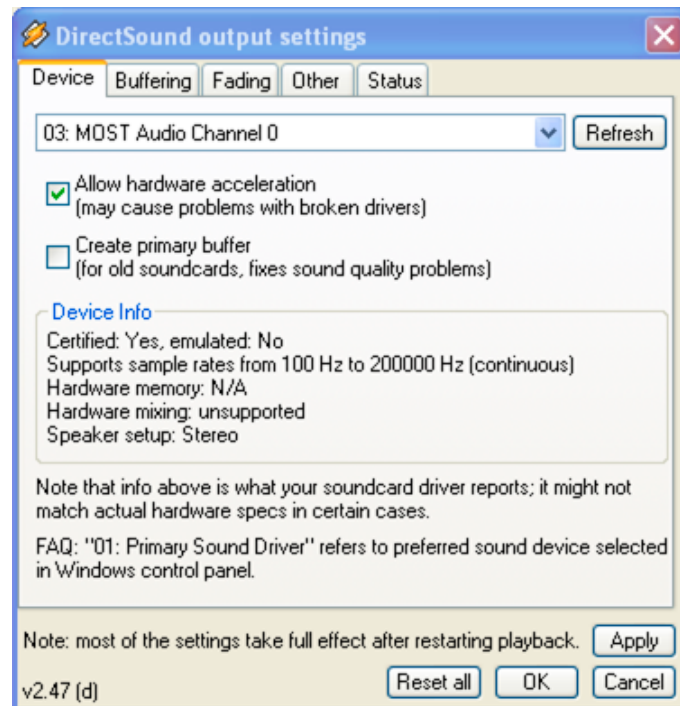 DirectSound output settings
Device Buffering Fading Other Status
03: MOST Audio Channel 0 Refresh
Allow hardware acceleration
(may cause problems with broken drivers)
Create primary buffer
(for old soundcards, fixes sound quality problems)
Device Info
Certified: Yes, emulated: No
Supports sample rates from 100 Hz to 200000 Hz (continuous)
Hardware memory: N/A
Hardware mixing: unsupported
Speaker setup: Stereo
Note that info above is what your soundcard driver reports; it might not
match actual hardware specs in certain cases.
FAQ: "01: Primary Sound Driver" refers to preferred sound device selected
in Windows control panel.
Note: most of the settings take full effect after restarting playback. Apply
v2.47 (d) Reset all OK Cancel